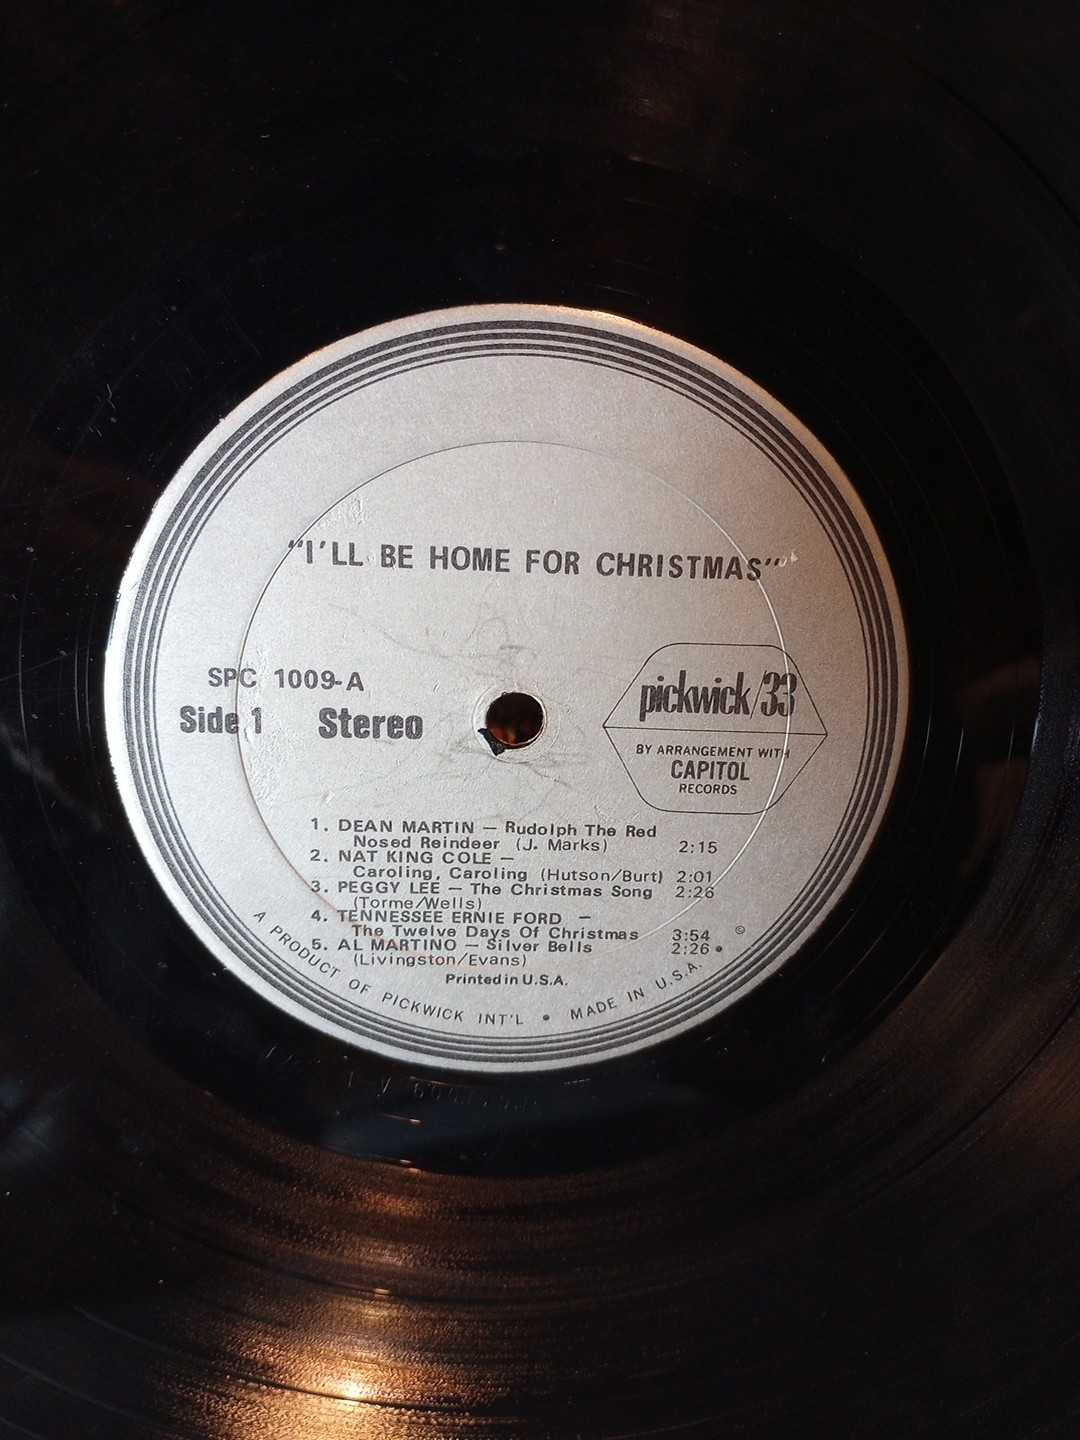 "I'LL BE HOME FOR CHRISTMAS"
SPC 1009-A
Side 1 Stereo
pickwick/33
BY ARRANGEMENT WITH
CAPITOL
RECORDS
1. DEAN MARTIN — Rudolph The Red
Nosed Reindeer (J. Marks) 2:15
2. NAT KING COLE —
Caroling, Caroling (Hutson/Burt) 2:01
3. PEGGY LEE — The Christmas Song 2:26
(Torme/Wells)
4. TENNESSEE ERNIE FORD —
The Twelve Days Of Christmas 3:54
5. AL MARTINO — Silver Bells 2:26
(Livingston/Evans)
Printed in U.S.A.
A PRODUCT OF PICKWICK INT'L • MADE IN U.S.A. • ©